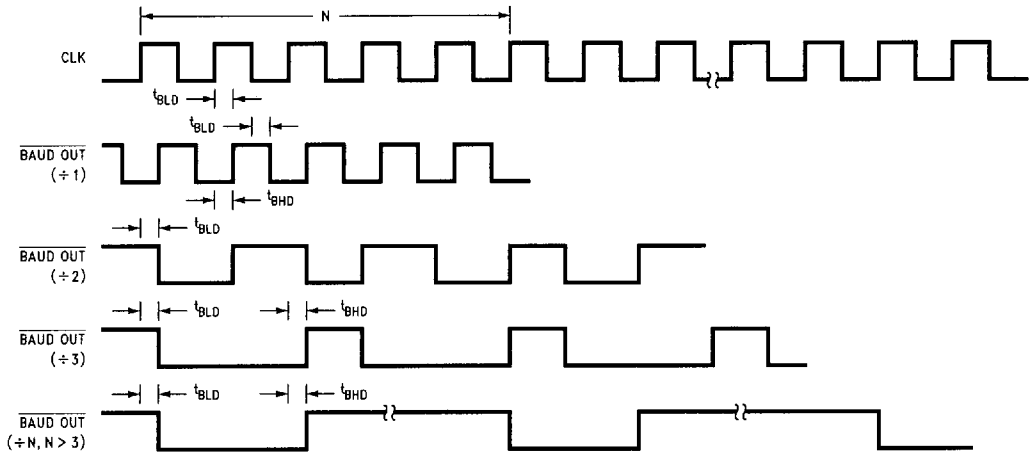 N
CLK
tBLD
tBLD
BAUD OUT
(÷1)
tBHD
tBLD
BAUD OUT
(÷2)
tBLD
tBHD
BAUD OUT
(÷3)
tBLD
tBHD
BAUD OUT
(÷N, N > 3)